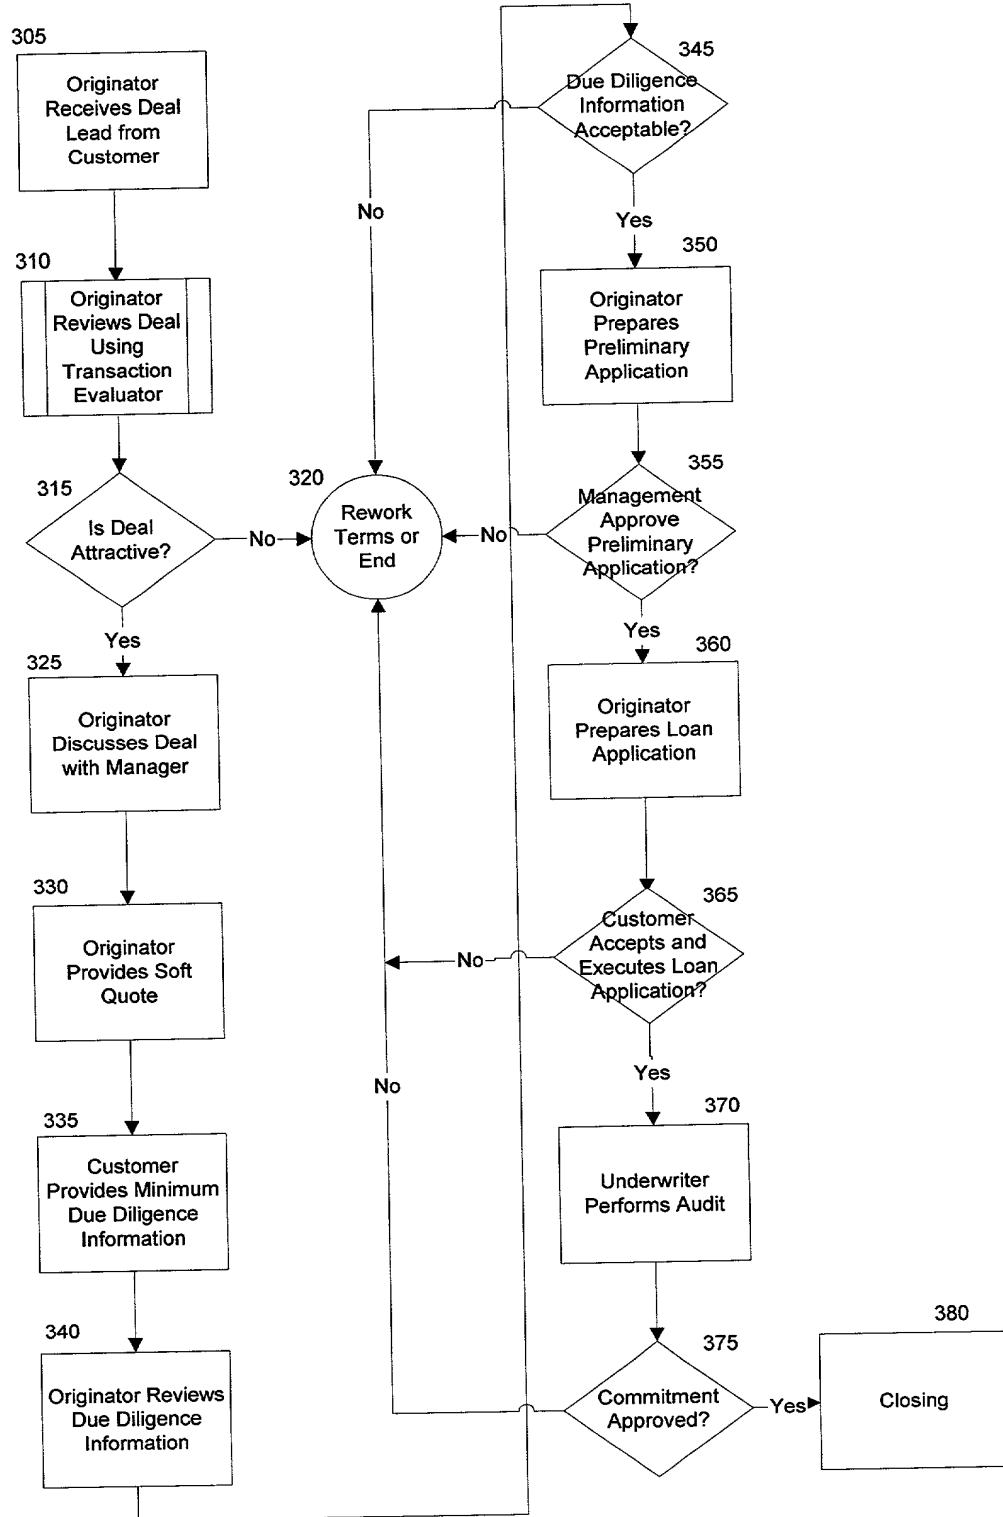 305
Originator
Receives Deal
Lead from
Customer
310
Originator
Reviews Deal
Using
Transaction
Evaluator
315
Is Deal
Attractive?
No
320
Rework
Terms or
End
Yes
325
Originator
Discusses Deal
with Manager
330
Originator
Provides Soft
Quote
335
Customer
Provides Minimum
Due Diligence
Information
340
Originator Reviews
Due Diligence
Information
345
Due Diligence
Information
Acceptable?
No
Yes
350
Originator
Prepares
Preliminary
Application
355
Management
Approve
Preliminary
Application?
No
Yes
360
Originator
Prepares Loan
Application
365
Customer
Accepts and
Executes Loan
Application?
No
Yes
370
Underwriter
Performs Audit
375
Commitment
Approved?
No
Yes
380
Closing